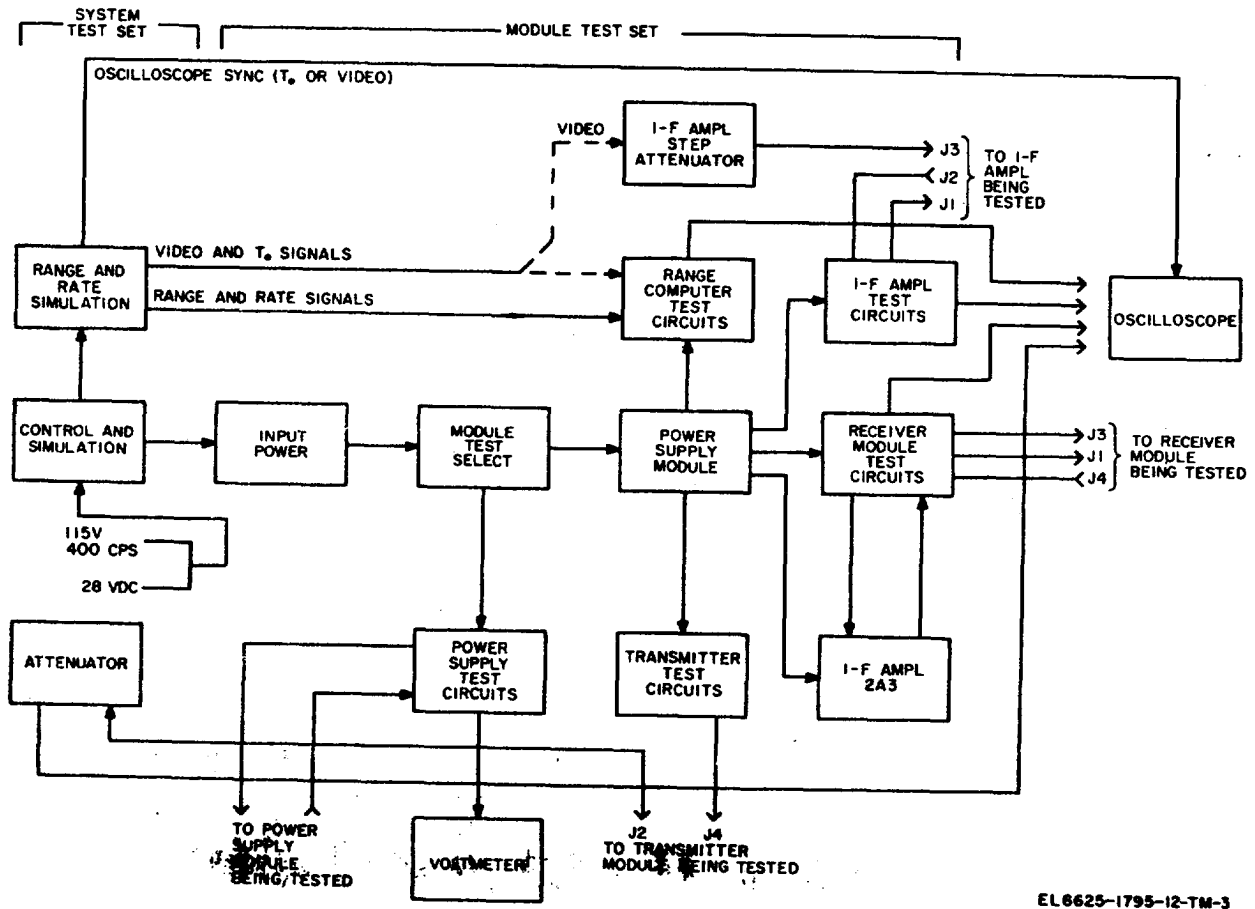 SYSTEM
TEST SET
MODULE TEST SET
OSCILLOSCOPE SYNC (T₀ OR VIDEO)
VIDEO
I-F AMPL
STEP
ATTENUATOR
J3
J2
J1
TO I-F
AMPL
BEING
TESTED
VIDEO AND T₀ SIGNALS
RANGE AND
RATE
SIMULATION
RANGE AND RATE SIGNALS
RANGE
COMPUTER
TEST
CIRCUITS
I-F AMPL
TEST
CIRCUITS
OSCILLOSCOPE
CONTROL AND
SIMULATION
INPUT
POWER
MODULE
TEST
SELECT
POWER
SUPPLY
MODULE
RECEIVER
MODULE
TEST
CIRCUITS
J3
J1
J4
TO RECEIVER
MODULE
BEING TESTED
115V
400 CPS
28 VDC
ATTENUATOR
POWER
SUPPLY
TEST
CIRCUITS
TRANSMITTER
TEST
CIRCUITS
I-F AMPL
2A3
TO POWER
SUPPLY
MODULE
BEING TESTED
VOLTMETER
J2
J4
TO TRANSMITTER
MODULE BEING TESTED
EL6625-1795-12-TM-3